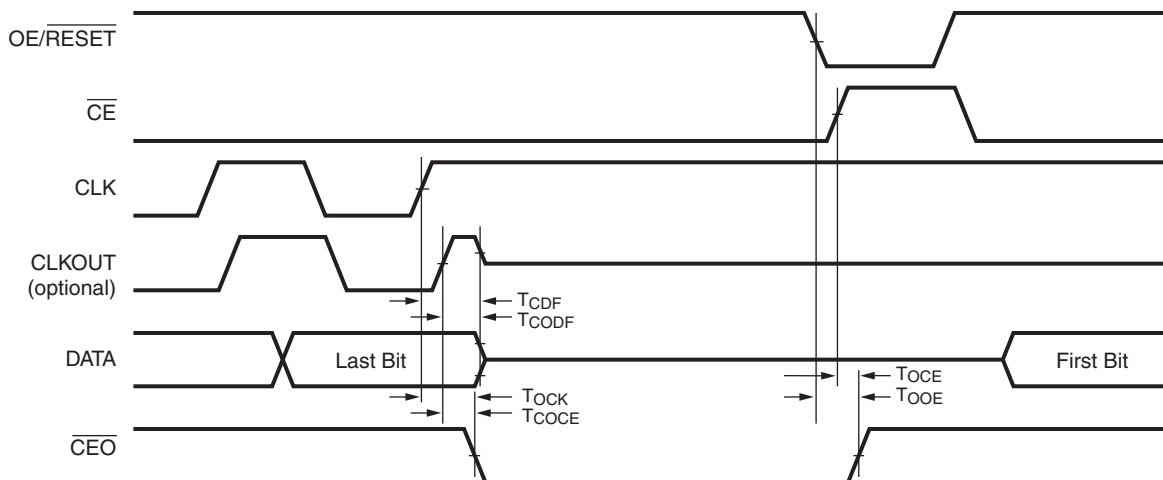 OE/RESET
CE
CLK
CLKOUT
(optional)
TCDF
TCODF
DATA
Last Bit
First Bit
TOCE
TOOE
TOCK
TCOCE
CEO